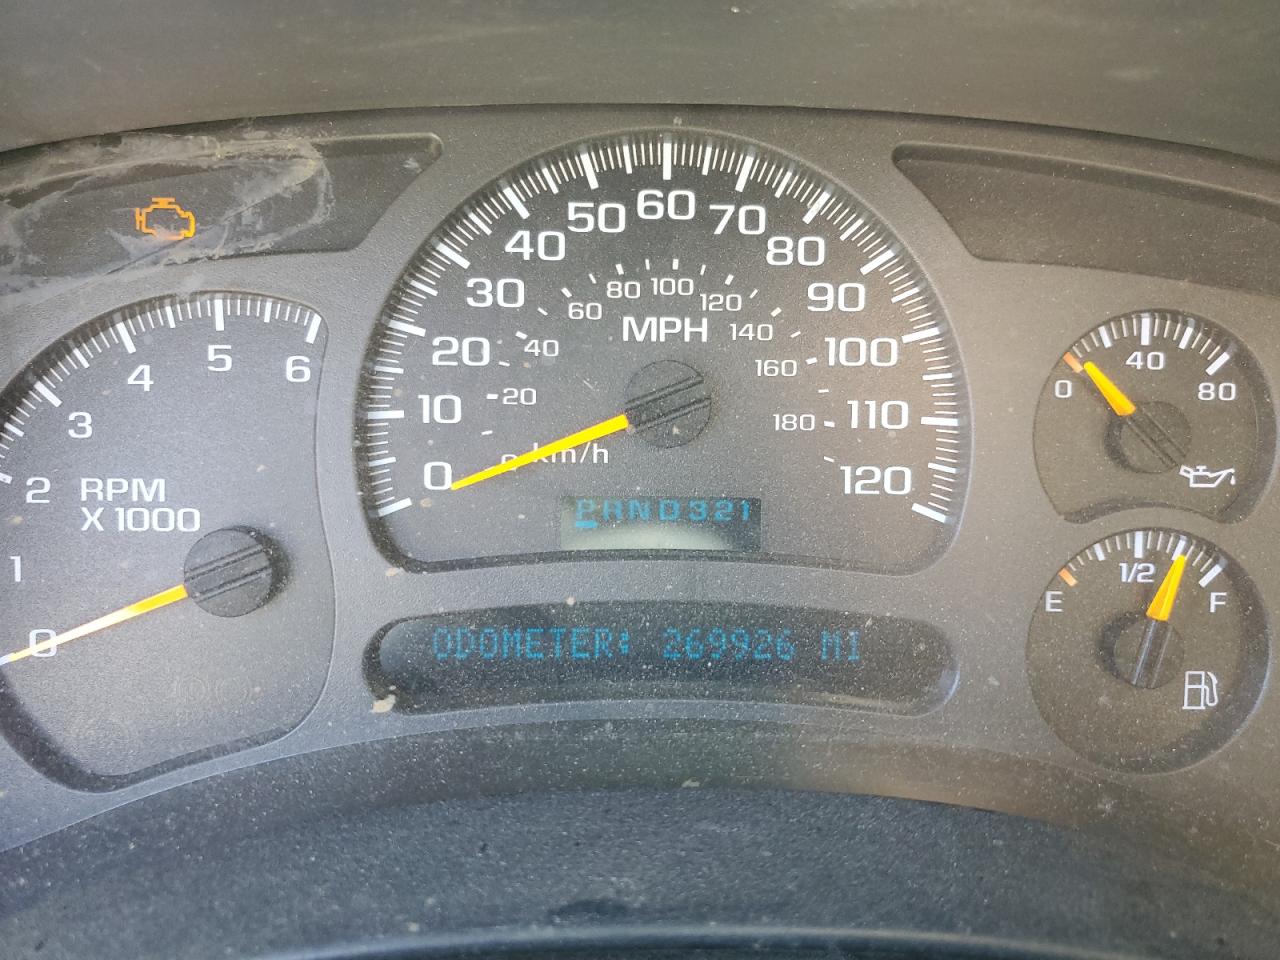 50 60 70
40 80
30 90
20 100
10 110
0 120
60 80 100 120
40 MPH 140
160
20 180
0 km/h
PRND321
ODOMETER: 269926 MI
0 1 2 3 4 5 6
RPM
X 1000
0 40 80
E 1/2 F